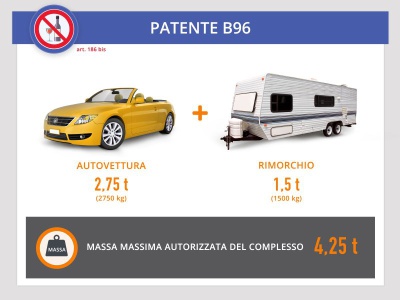 PATENTE B96
art. 186 bis
+
AUTOVETTURA
2,75 t
(2750 kg)
RIMORCHIO
1,5 t
(1500 kg)
MASSA
MASSA MASSIMA AUTORIZZATA DEL COMPLESSO 4,25 t